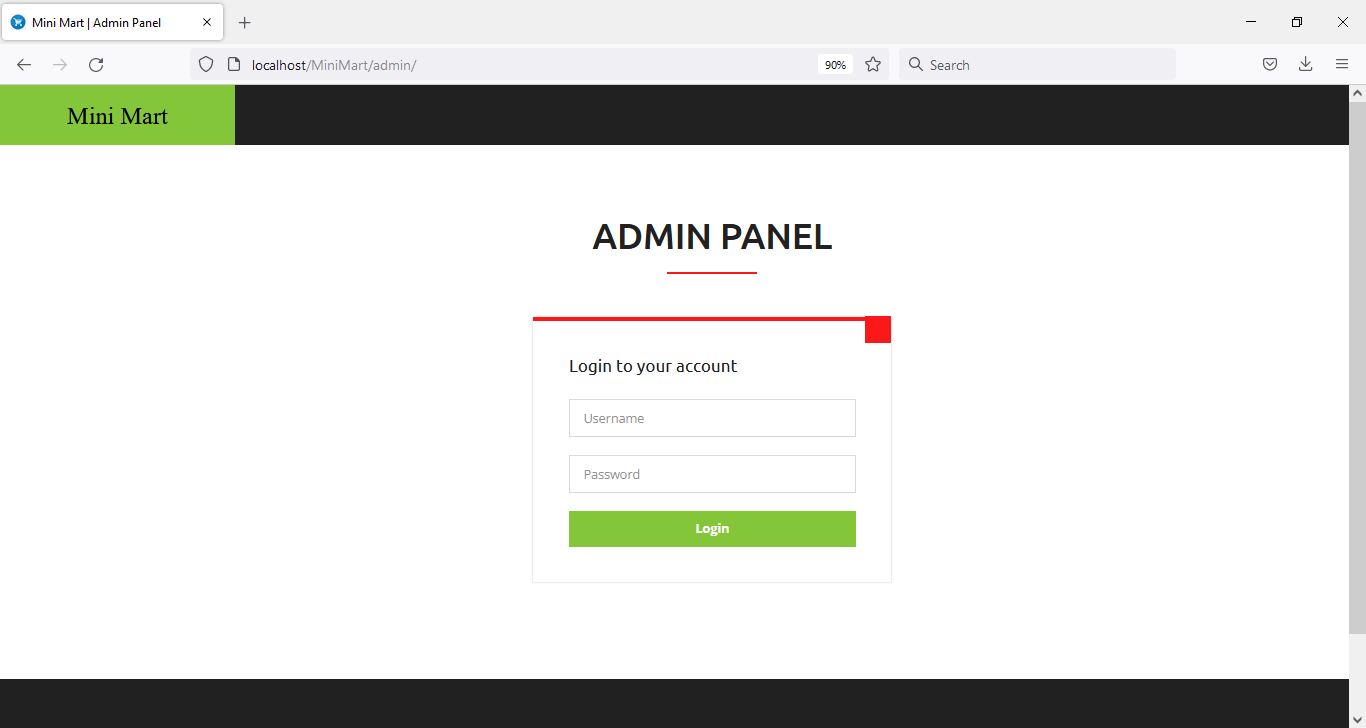 Mini Mart | Admin Panel
localhost/MiniMart/admin/
90%
Search
Mini Mart
ADMIN PANEL
Login to your account
Username
Password
Login